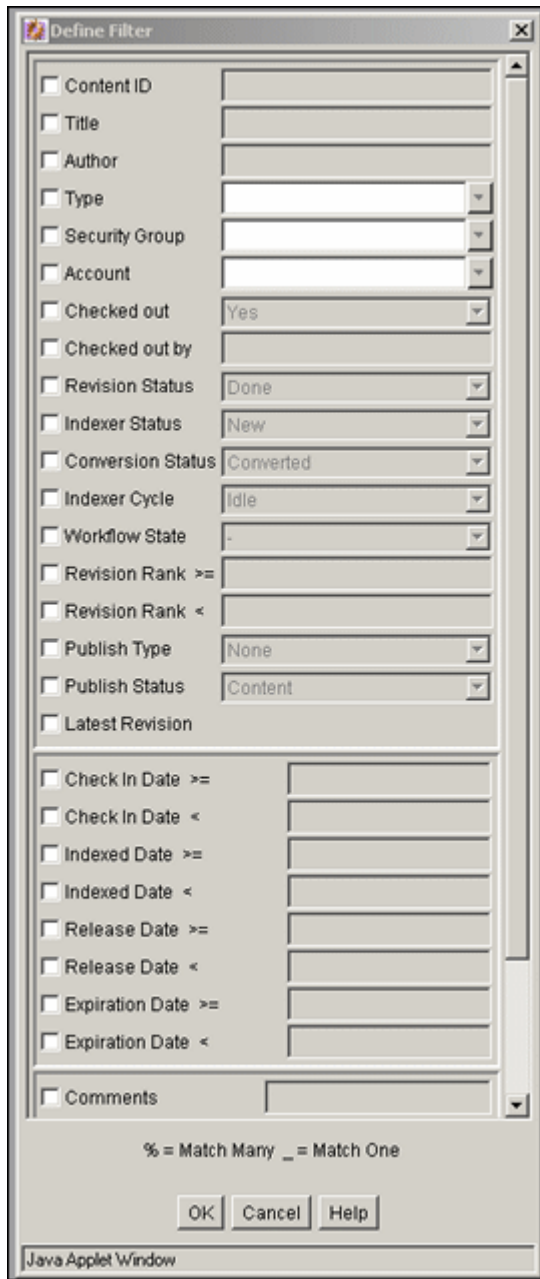 Define Filter
Content ID
Title
Author
Type
Security Group
Account
Checked out Yes
Checked out by
Revision Status Done
Indexer Status New
Conversion Status Converted
Indexer Cycle Idle
Workflow State -
Revision Rank >=
Revision Rank <
Publish Type None
Publish Status Content
Latest Revision
Check In Date >=
Check In Date <
Indexed Date >=
Indexed Date <
Release Date >=
Release Date <
Expiration Date >=
Expiration Date <
Comments
% = Match Many _ = Match One
OK Cancel Help
Java Applet Window